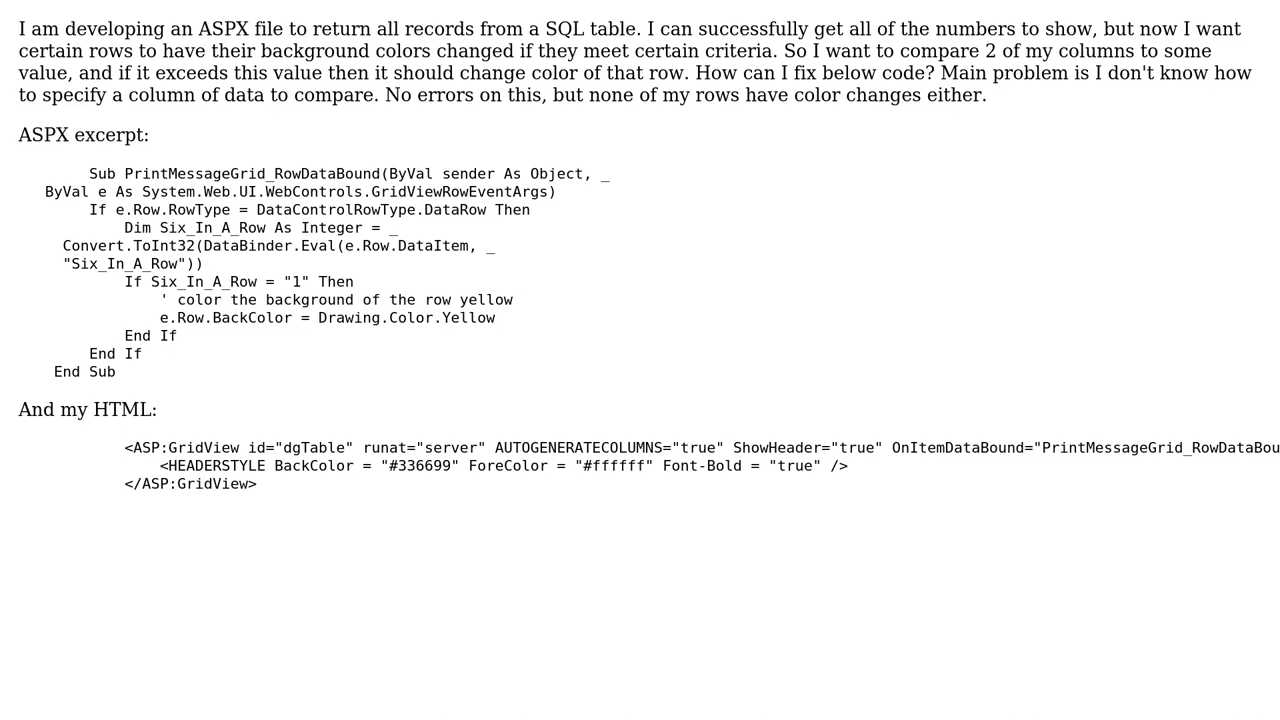 I am developing an ASPX file to return all records from a SQL table. I can successfully get all of the numbers to show, but now I want
certain rows to have their background colors changed if they meet certain criteria. So I want to compare 2 of my columns to some
value, and if it exceeds this value then it should change color of that row. How can I fix below code? Main problem is I don't know how
to specify a column of data to compare. No errors on this, but none of my rows have color changes either.
ASPX excerpt:
Sub PrintMessageGrid_RowDataBound(ByVal sender As Object, _
ByVal e As System.Web.UI.WebControls.GridViewRowEventArgs)
If e.Row.RowType = DataControlRowType.DataRow Then
Dim Six_In_A_Row As Integer = _
Convert.ToInt32(DataBinder.Eval(e.Row.DataItem, _
"Six_In_A_Row"))
If Six_In_A_Row = "1" Then
' color the background of the row yellow
e.Row.BackColor = Drawing.Color.Yellow
End If
End If
End Sub
And my HTML:
<ASP:GridView id="dgTable" runat="server" AUTOGENERATECOLUMNS="true" ShowHeader="true" OnItemDataBound="PrintMessageGrid_RowDataBou
<HEADERSTYLE BackColor = "#336699" ForeColor = "#ffffff" Font-Bold = "true" />
</ASP:GridView>